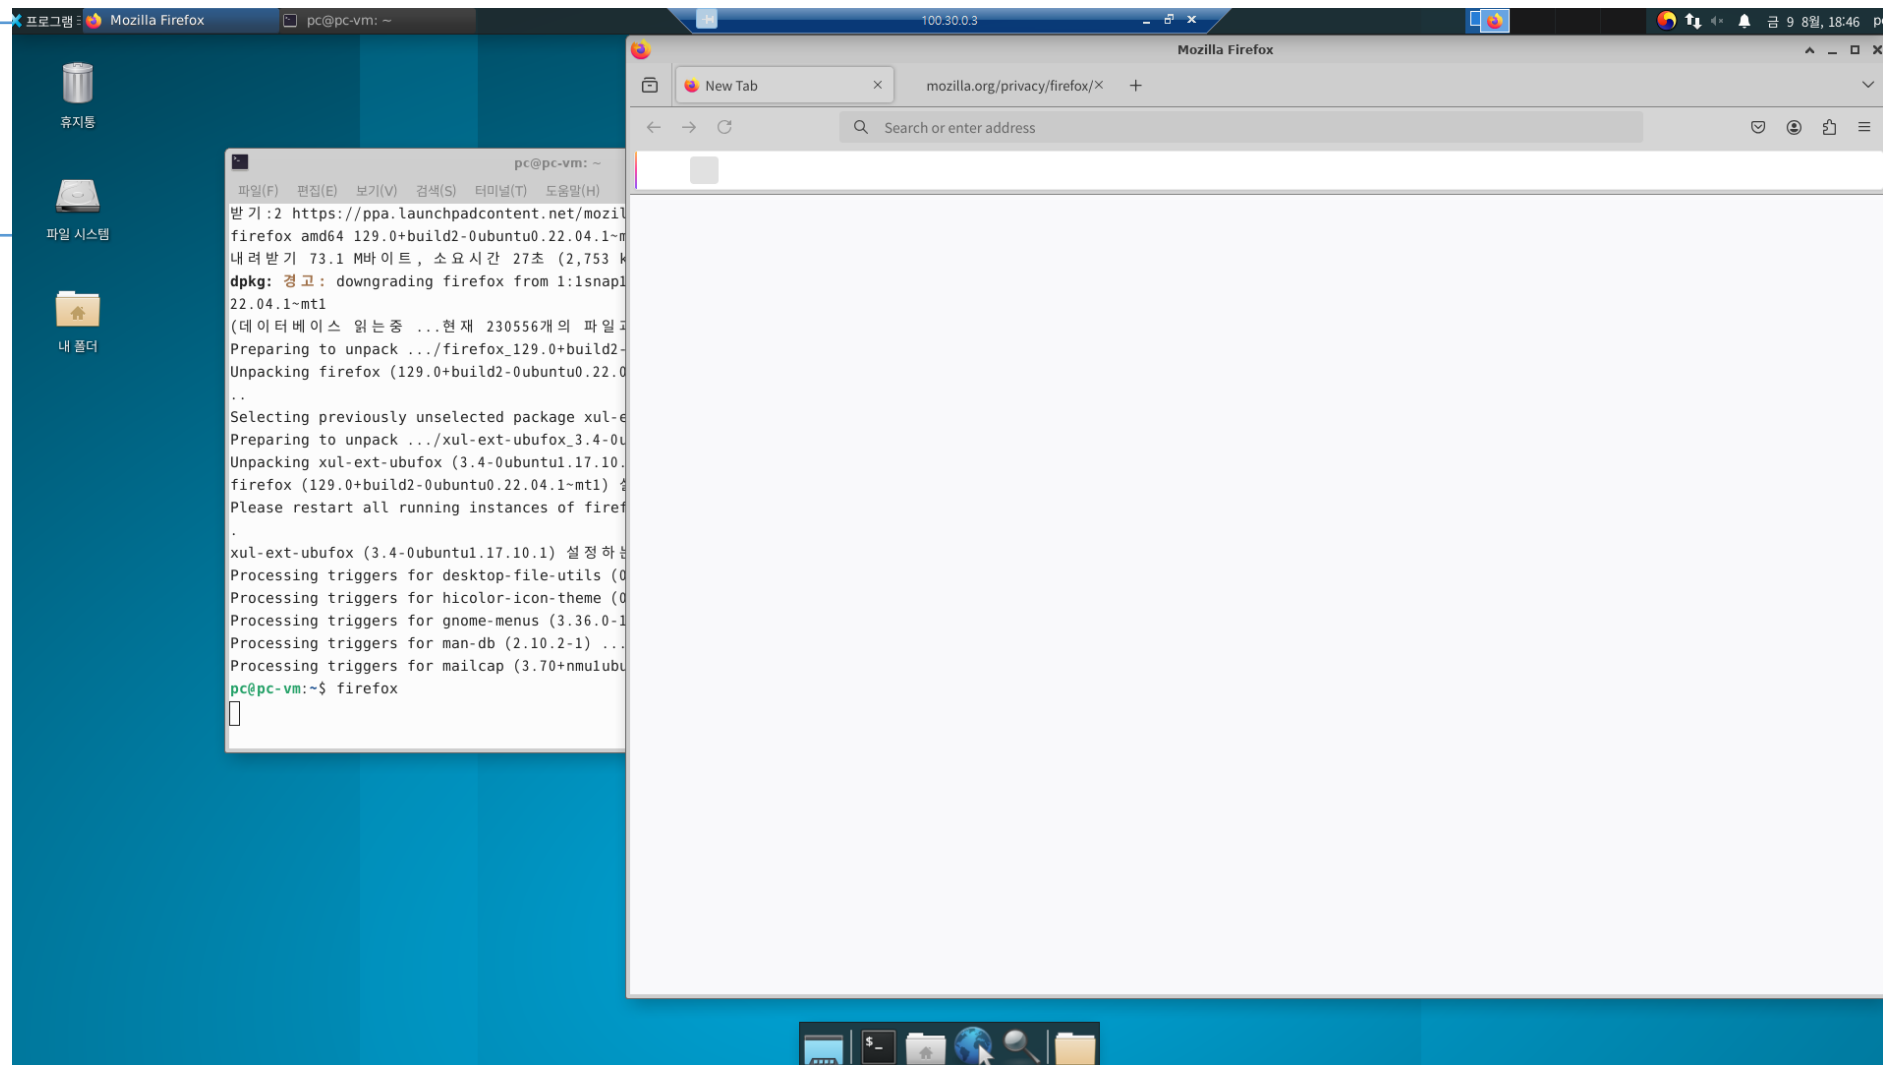 프로그램
Mozilla Firefox
pc@pc-vm: ~
100.30.0.3
금 9 8월, 18:46
휴지통
파일 시스템
내 폴더
pc@pc-vm: ~
파일(F) 편집(E) 보기(V) 검색(S) 터미널(T) 도움말(H)
받기:2 https://ppa.launchpadcontent.net/mozil
firefox amd64 129.0+build2-0ubuntu0.22.04.1~m
내려받기 73.1 M바이트, 소요시간 27초 (2,753 k
dpkg: 경고: downgrading firefox from 1:1snap1
22.04.1~mt1
(데이터베이스 읽는중 ...현재 230556개의 파일
Preparing to unpack .../firefox_129.0+build2-
Unpacking firefox (129.0+build2-0ubuntu0.22.0
..
Selecting previously unselected package xul-e
Preparing to unpack .../xul-ext-ubufox_3.4-0u
Unpacking xul-ext-ubufox (3.4-0ubuntu1.17.10.
firefox (129.0+build2-0ubuntu0.22.04.1~mt1)
Please restart all running instances of firef
.
xul-ext-ubufox (3.4-0ubuntu1.17.10.1) 설정하는
Processing triggers for desktop-file-utils (0
Processing triggers for hicolor-icon-theme (0
Processing triggers for gnome-menus (3.36.0-1
Processing triggers for man-db (2.10.2-1) ...
Processing triggers for mailcap (3.70+nmu1ubu
pc@pc-vm:~$ firefox
Mozilla Firefox
New Tab
mozilla.org/privacy/firefox/
Search or enter address
$_